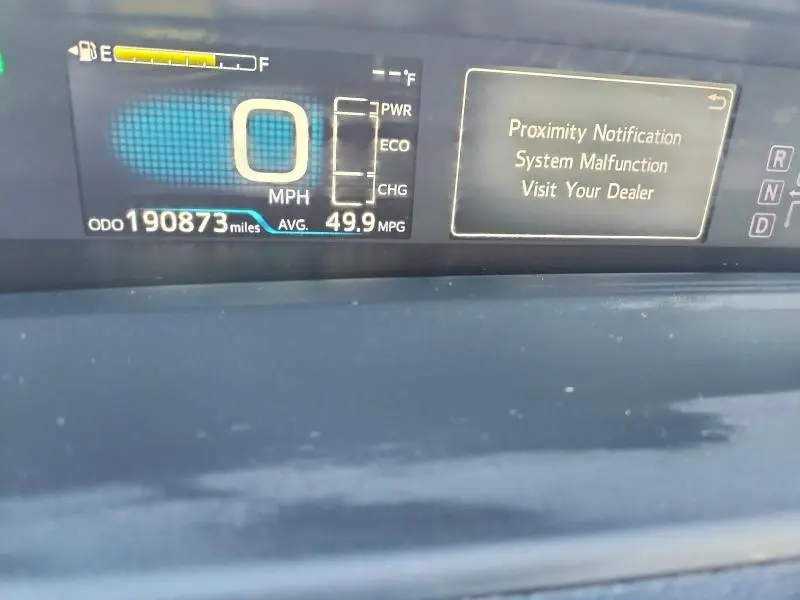 E F
--°F
0
MPH
PWR
ECO
CHG
ODO 190873 miles AVG. 49.9 MPG
Proximity Notification
System Malfunction
Visit Your Dealer
R
N
D